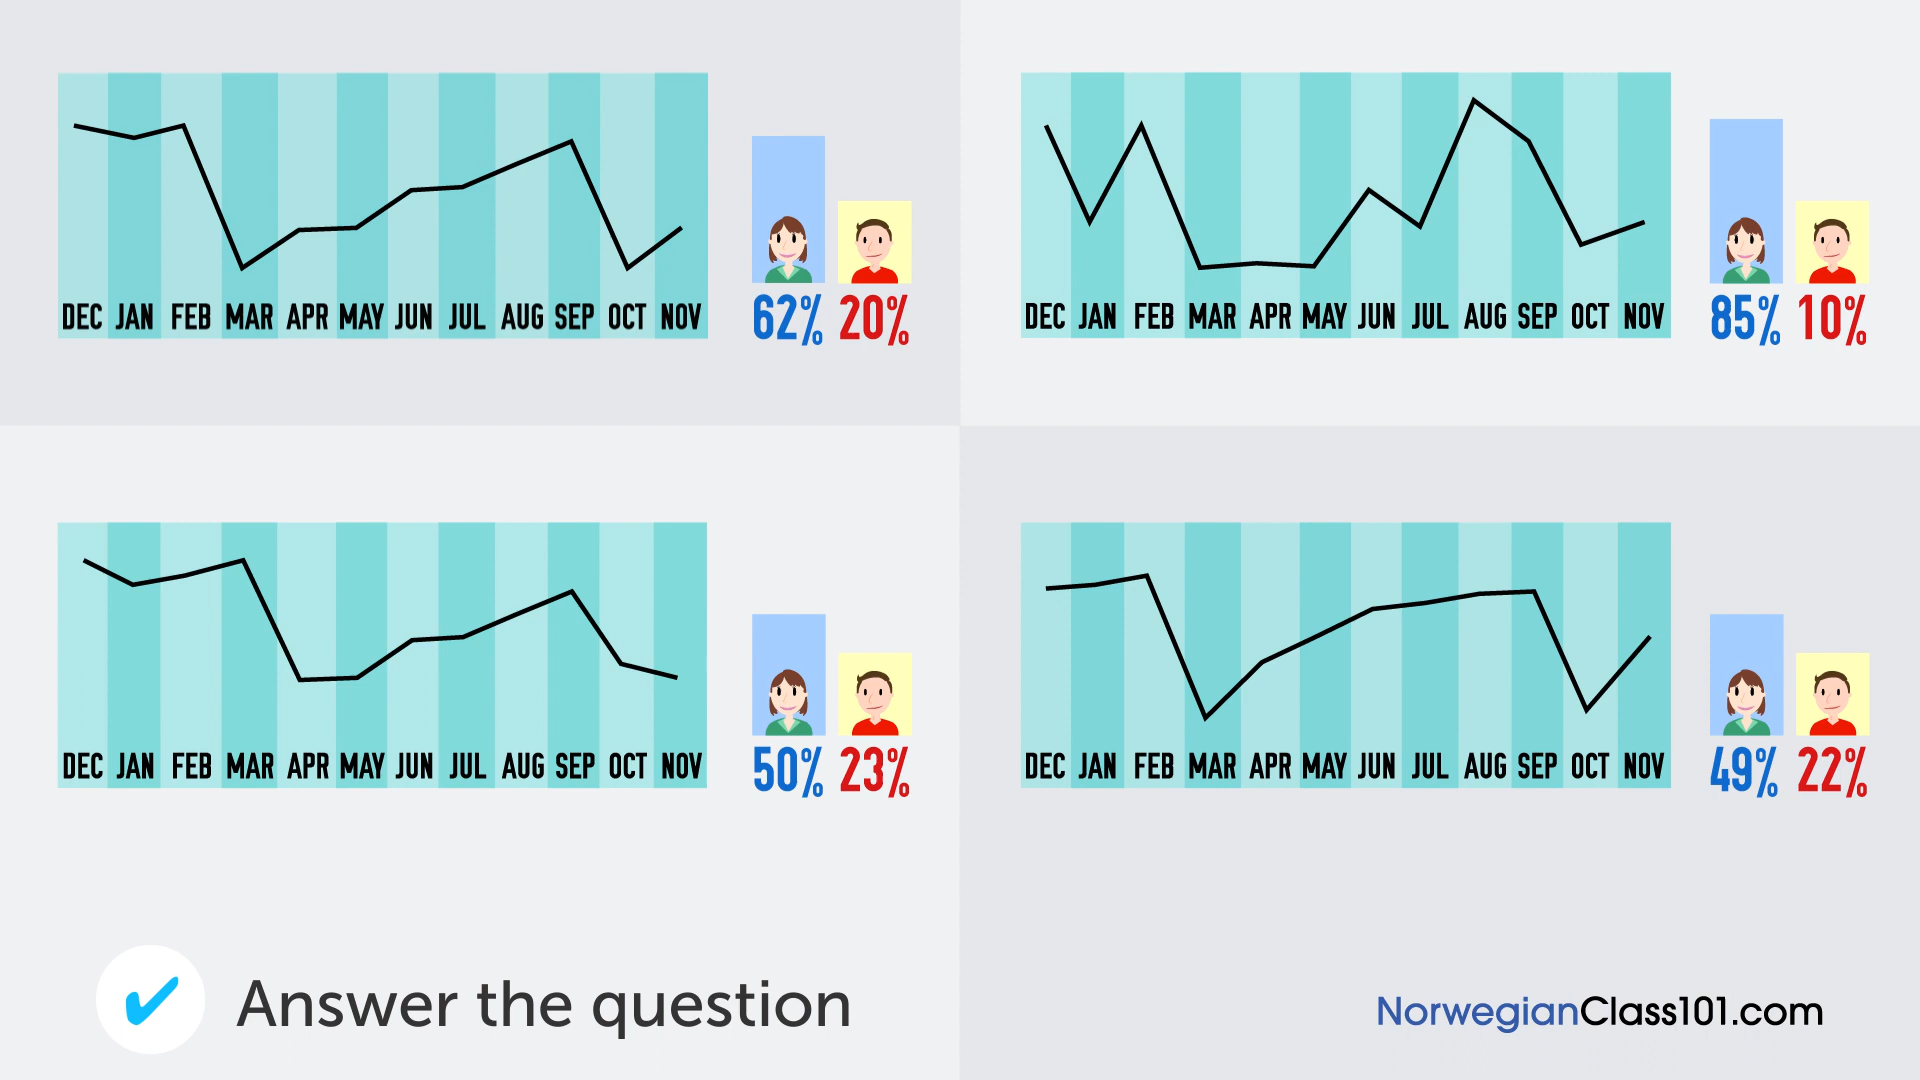 DEC JAN FEB MAR APR MAY JUN JUL AUG SEP OCT NOV
62% 20%
DEC JAN FEB MAR APR MAY JUN JUL AUG SEP OCT NOV
85% 10%
DEC JAN FEB MAR APR MAY JUN JUL AUG SEP OCT NOV
50% 23%
DEC JAN FEB MAR APR MAY JUN JUL AUG SEP OCT NOV
49% 22%
Answer the question
NorwegianClass101.com